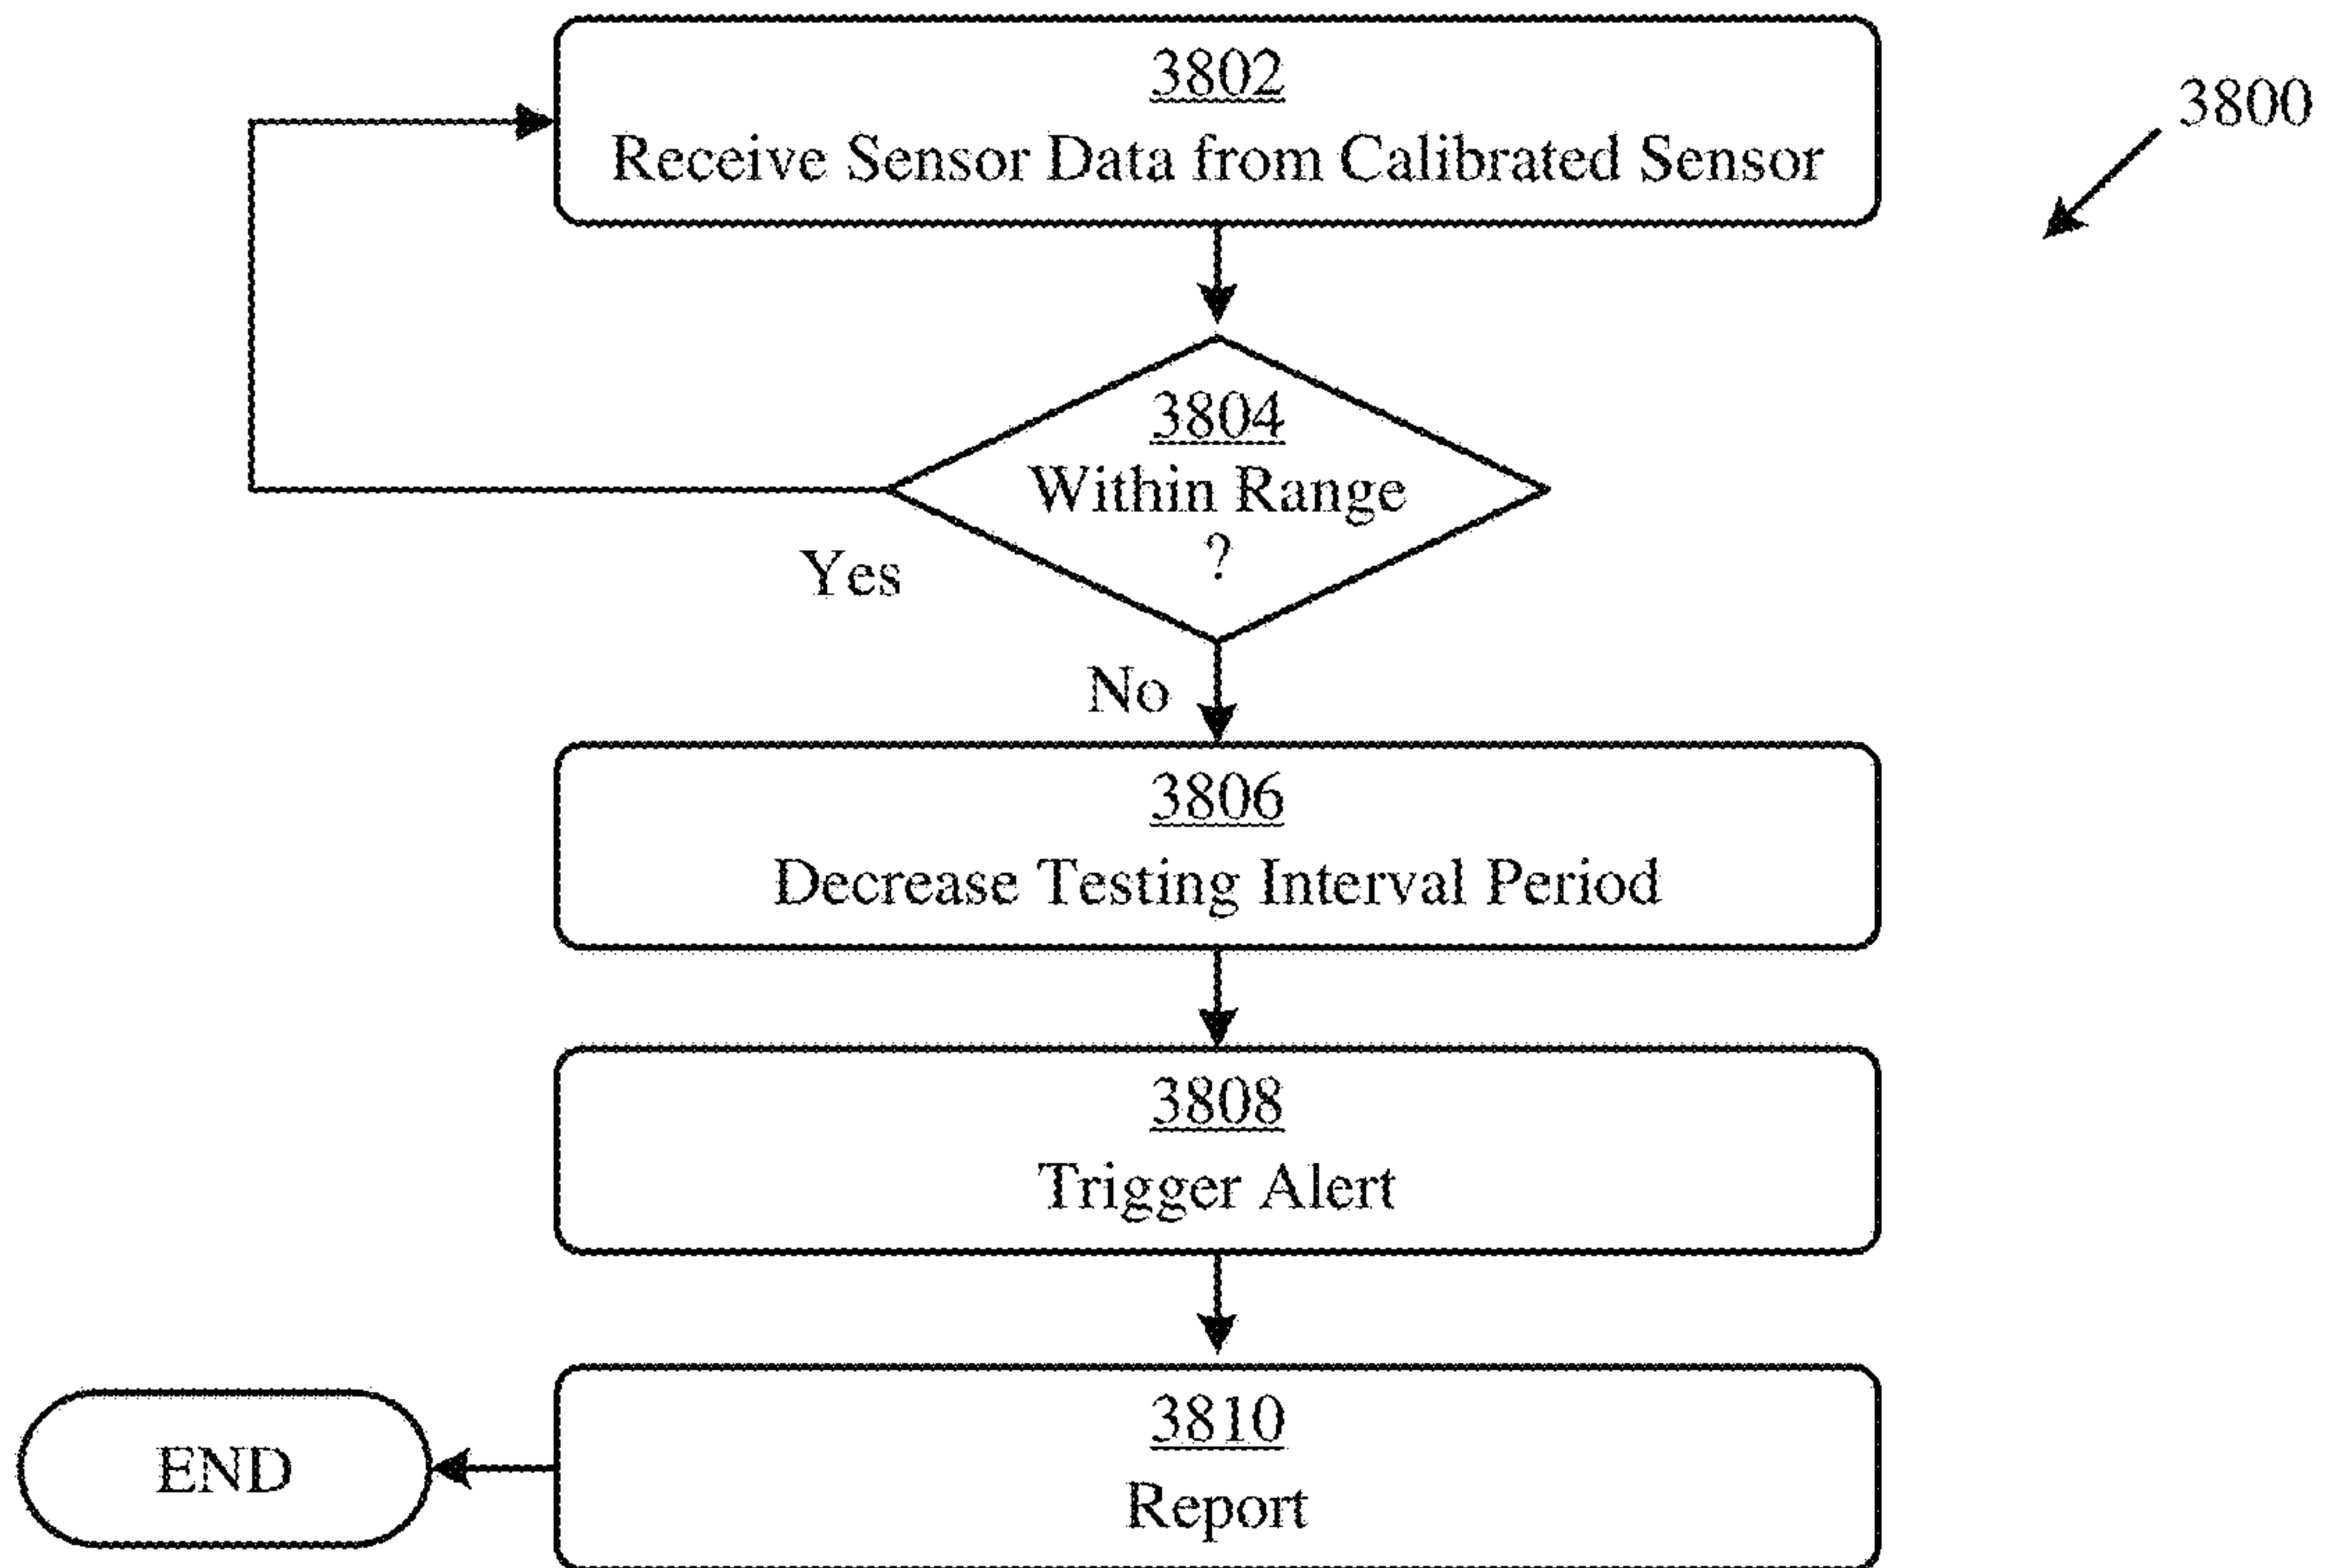 3802
Receive Sensor Data from Calibrated Sensor
3800
3804
Within Range
?
Yes
No
3806
Decrease Testing Interval Period
3808
Trigger Alert
3810
Report
END